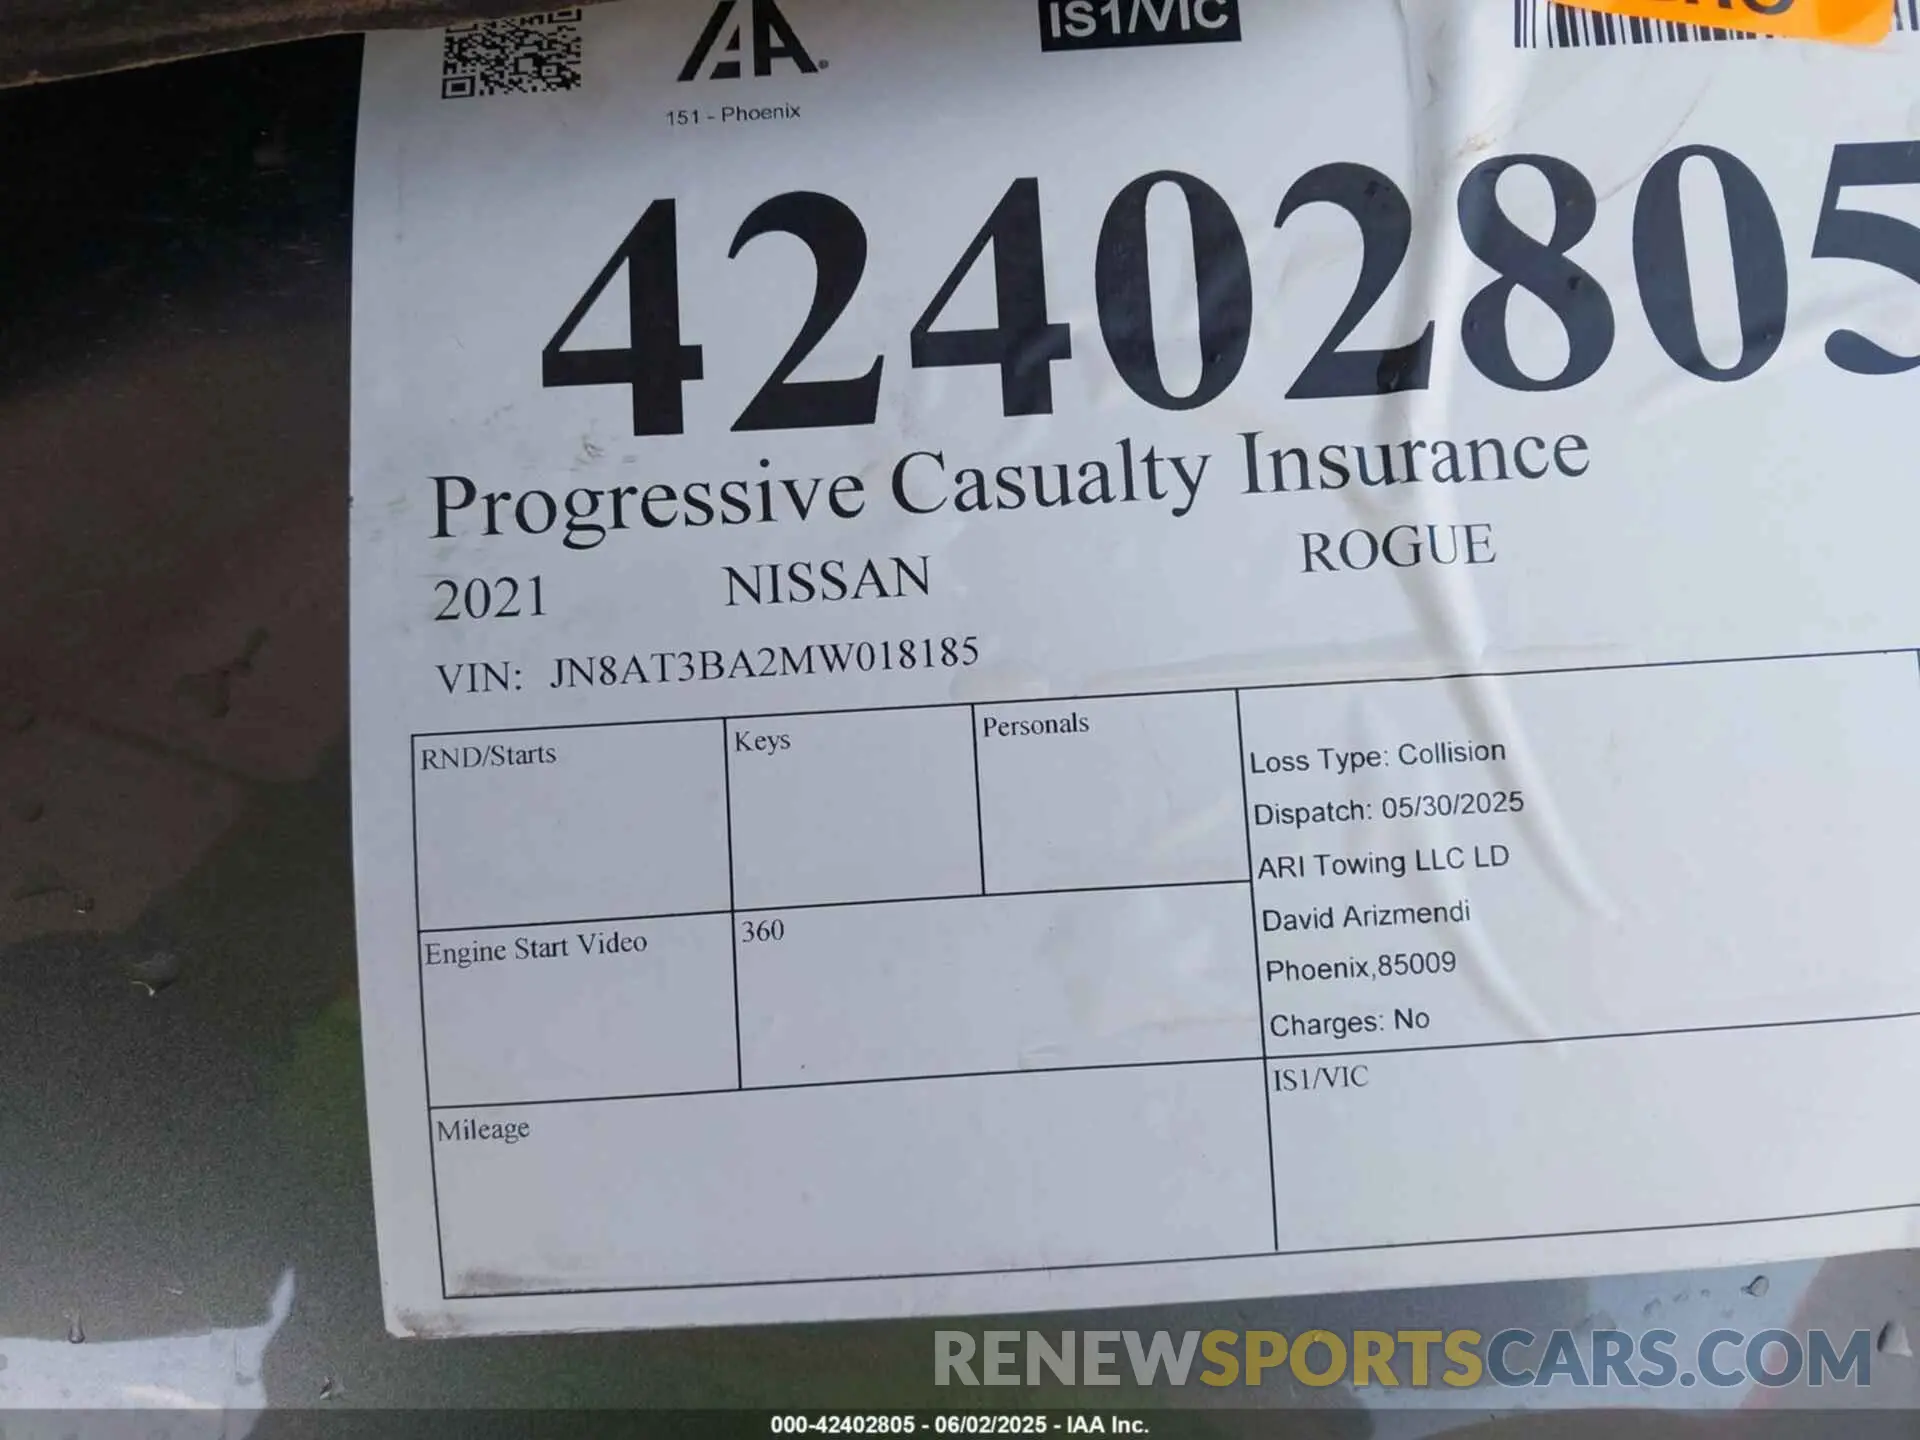 IAA
IS1/VIC
151 - Phoenix
42402805
Progressive Casualty Insurance
2021 NISSAN ROGUE
VIN: JN8AT3BA2MW018185
RND/Starts
Keys
Personals
Loss Type: Collision
Dispatch: 05/30/2025
ARI Towing LLC LD
David Arizmendi
Phoenix,85009
Charges: No
Engine Start Video
360
Mileage
IS1/VIC
RENEWSPORTSCARS.COM
000-42402805 - 06/02/2025 - IAA Inc.